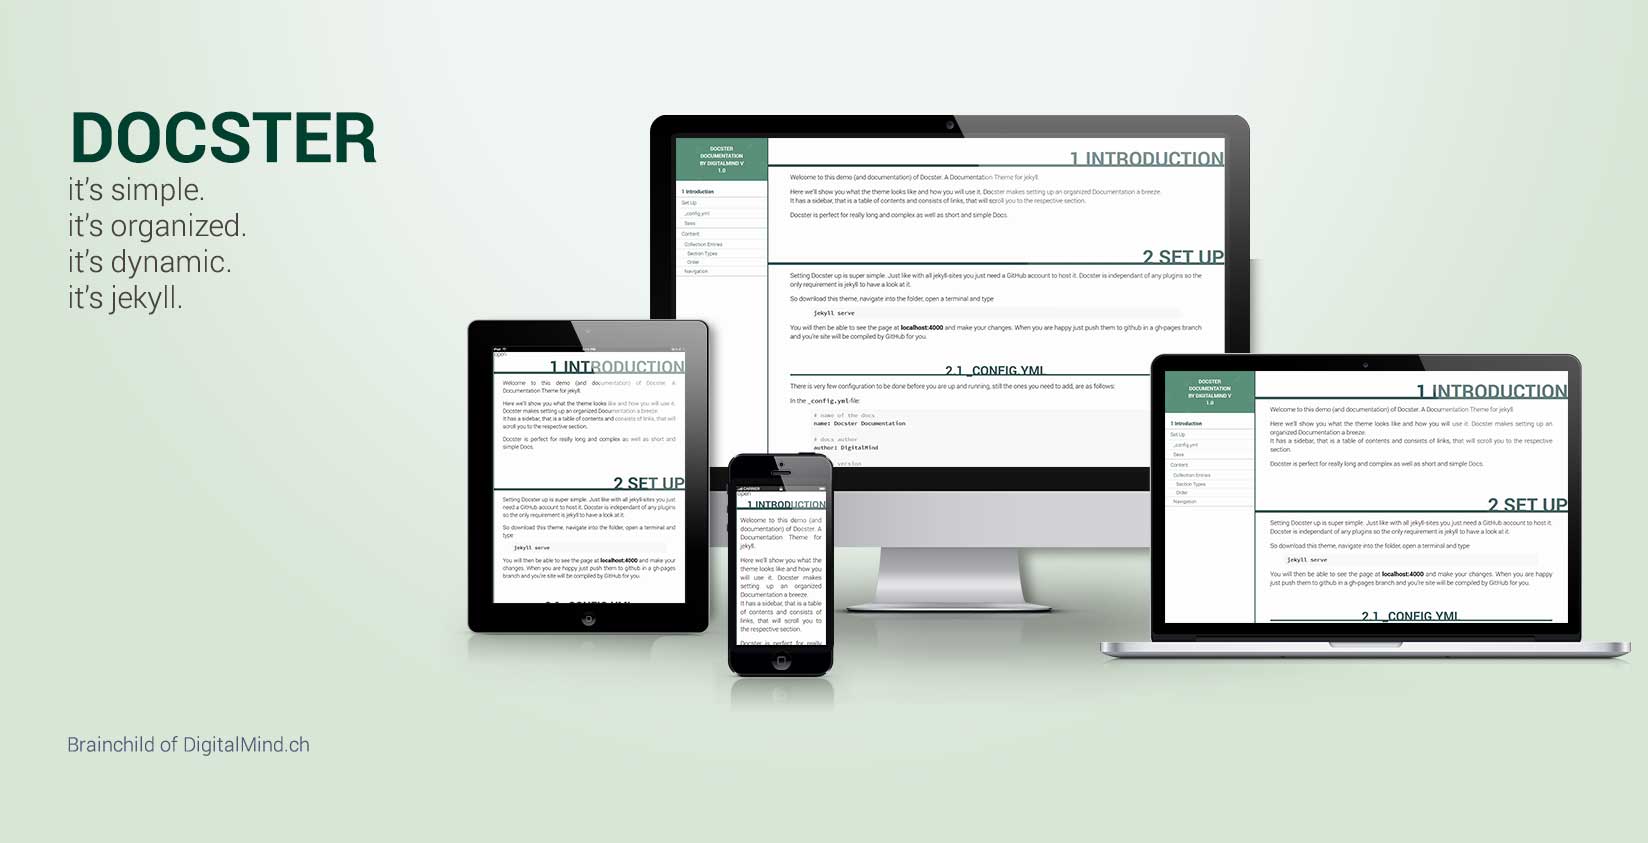 DOCSTER
it's simple.
it's organized.
it's dynamic.
it's jekyll.
Brainchild of DigitalMind.ch
DOCSTER
DOCUMENTATION
BY DIGITALMIND V
1.0
1 Introduction
Set Up
_config.yml
Sass
Content
Collection Entries
Section Types
Order
Navigation
1 INTRODUCTION
Welcome to this demo (and documentation) of Docster. A Documentation Theme for jekyll.
Here we'll show you what the theme looks like and how you will use it. Docster makes setting up an organized Documentation a breeze.
It has a sidebar, that is a table of contents and consists of links, that will scroll you to the respective section.
Docster is perfect for really long and complex as well as short and simple Docs.
2 SET UP
Setting Docster up is super simple. Just like with all jekyll-sites you just need a GitHub account to host it. Docster is independant of any plugins so the
only requirement is jekyll to have a look at it.
So download this theme, navigate into the folder, open a terminal and type
jekyll serve
You will then be able to see the page at localhost:4000 and make your changes. When you are happy just push them to github in a gh-pages branch
and you're site will be compiled by GitHub for you.
2.1 _CONFIG.YML
There is very few configuration to be done before you are up and running, still the ones you need to add, are as follows:
In the _config.yml-file:
# name of the docs
name: Docster Documentation
# docs author
author: DigitalMind
version
open
1 INTRODUCTION
Welcome to this demo (and documentation) of Docster. A
Documentation Theme for jekyll.
Here we'll show you what the theme looks like and how you will use it.
Docster makes setting up an organized Documentation a breeze.
It has a sidebar, that is a table of contents and consists of links, that will
scroll you to the respective section.
Docster is perfect for really long and complex as well as short and
simple Docs.
2 SET UP
Setting Docster up is super simple. Just like with all jekyll-sites you just
need a GitHub account to host it. Docster is independant of any plugins
so the only requirement is jekyll to have a look at it.
So download this theme, navigate into the folder, open a terminal and
type
jekyll serve
You will then be able to see the page at localhost:4000 and make your
changes. When you are happy just push them to github in a gh-pages
branch and you're site will be compiled by GitHub for you.
2.1 _CONFIG.YML
CARRIER
open
1 INTRODUCTION
Welcome to this demo (and
documentation) of Docster. A
Documentation Theme for
jekyll.
Here we'll show you what the
theme looks like and how you
will use it. Docster makes
setting up an organized
Documentation a breeze.
It has a sidebar, that is a table
of contents and consists of
links, that will scroll you to
the respective section.
Docster is perfect for really
DOCSTER
DOCUMENTATION
BY DIGITALMIND V
1.0
1 Introduction
Set Up
_config.yml
Sass
Content
Collection Entries
Section Types
Order
Navigation
1 INTRODUCTION
Welcome to this demo (and documentation) of Docster. A Documentation Theme for jekyll.
Here we'll show you what the theme looks like and how you will use it. Docster makes setting up an
organized Documentation a breeze.
It has a sidebar, that is a table of contents and consists of links, that will scroll you to the respective
section.
Docster is perfect for really long and complex as well as short and simple Docs.
2 SET UP
Setting Docster up is super simple. Just like with all jekyll-sites you just need a GitHub account to host it.
Docster is independant of any plugins so the only requirement is jekyll to have a look at it.
So download this theme, navigate into the folder, open a terminal and type
jekyll serve
You will then be able to see the page at localhost:4000 and make your changes. When you are happy
just push them to github in a gh-pages branch and you're site will be compiled by GitHub for you.
2.1 _CONFIG.YML